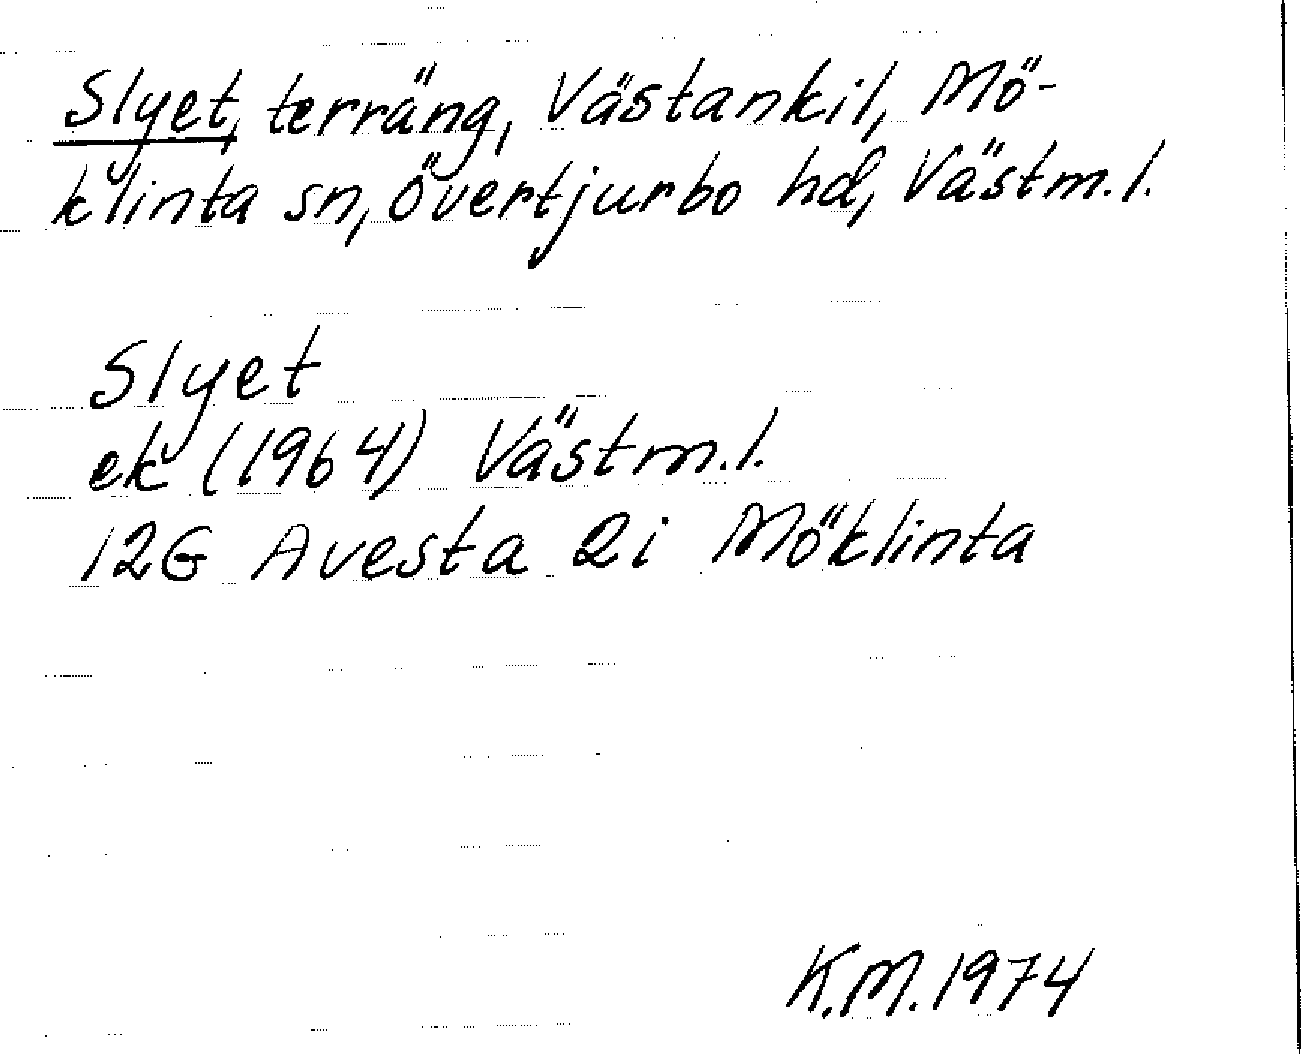 Slyet, terräng, Västankil, Mö-
klinta sn, Övertjurbo hd, Västm.l.
Slyet
ek (1964) Västm.l.
12G Avesta 2i Möklinta
K.M. 1974